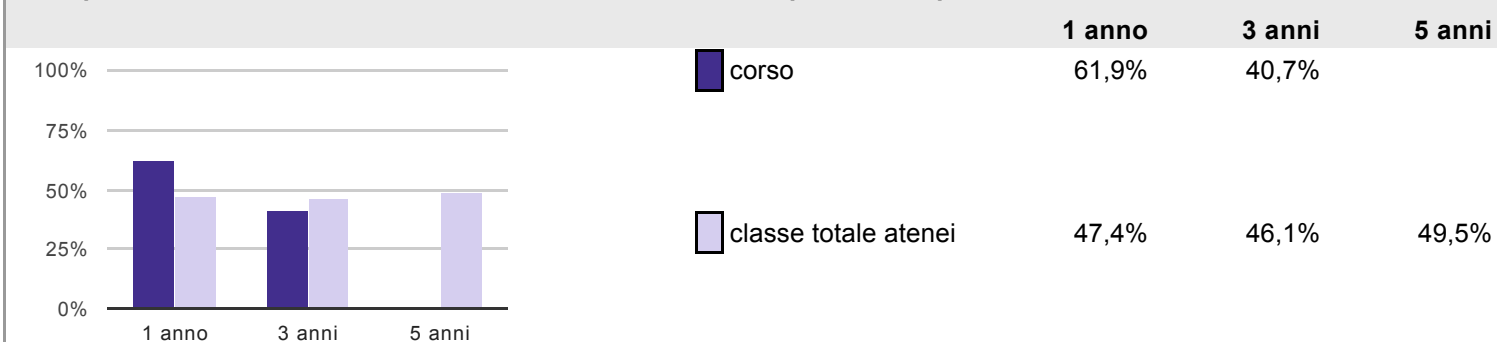 1 anno 3 anni 5 anni
100%
75%
50%
25%
0%
1 anno 3 anni 5 anni
corso 61,9% 40,7%
classe totale atenei 47,4% 46,1% 49,5%